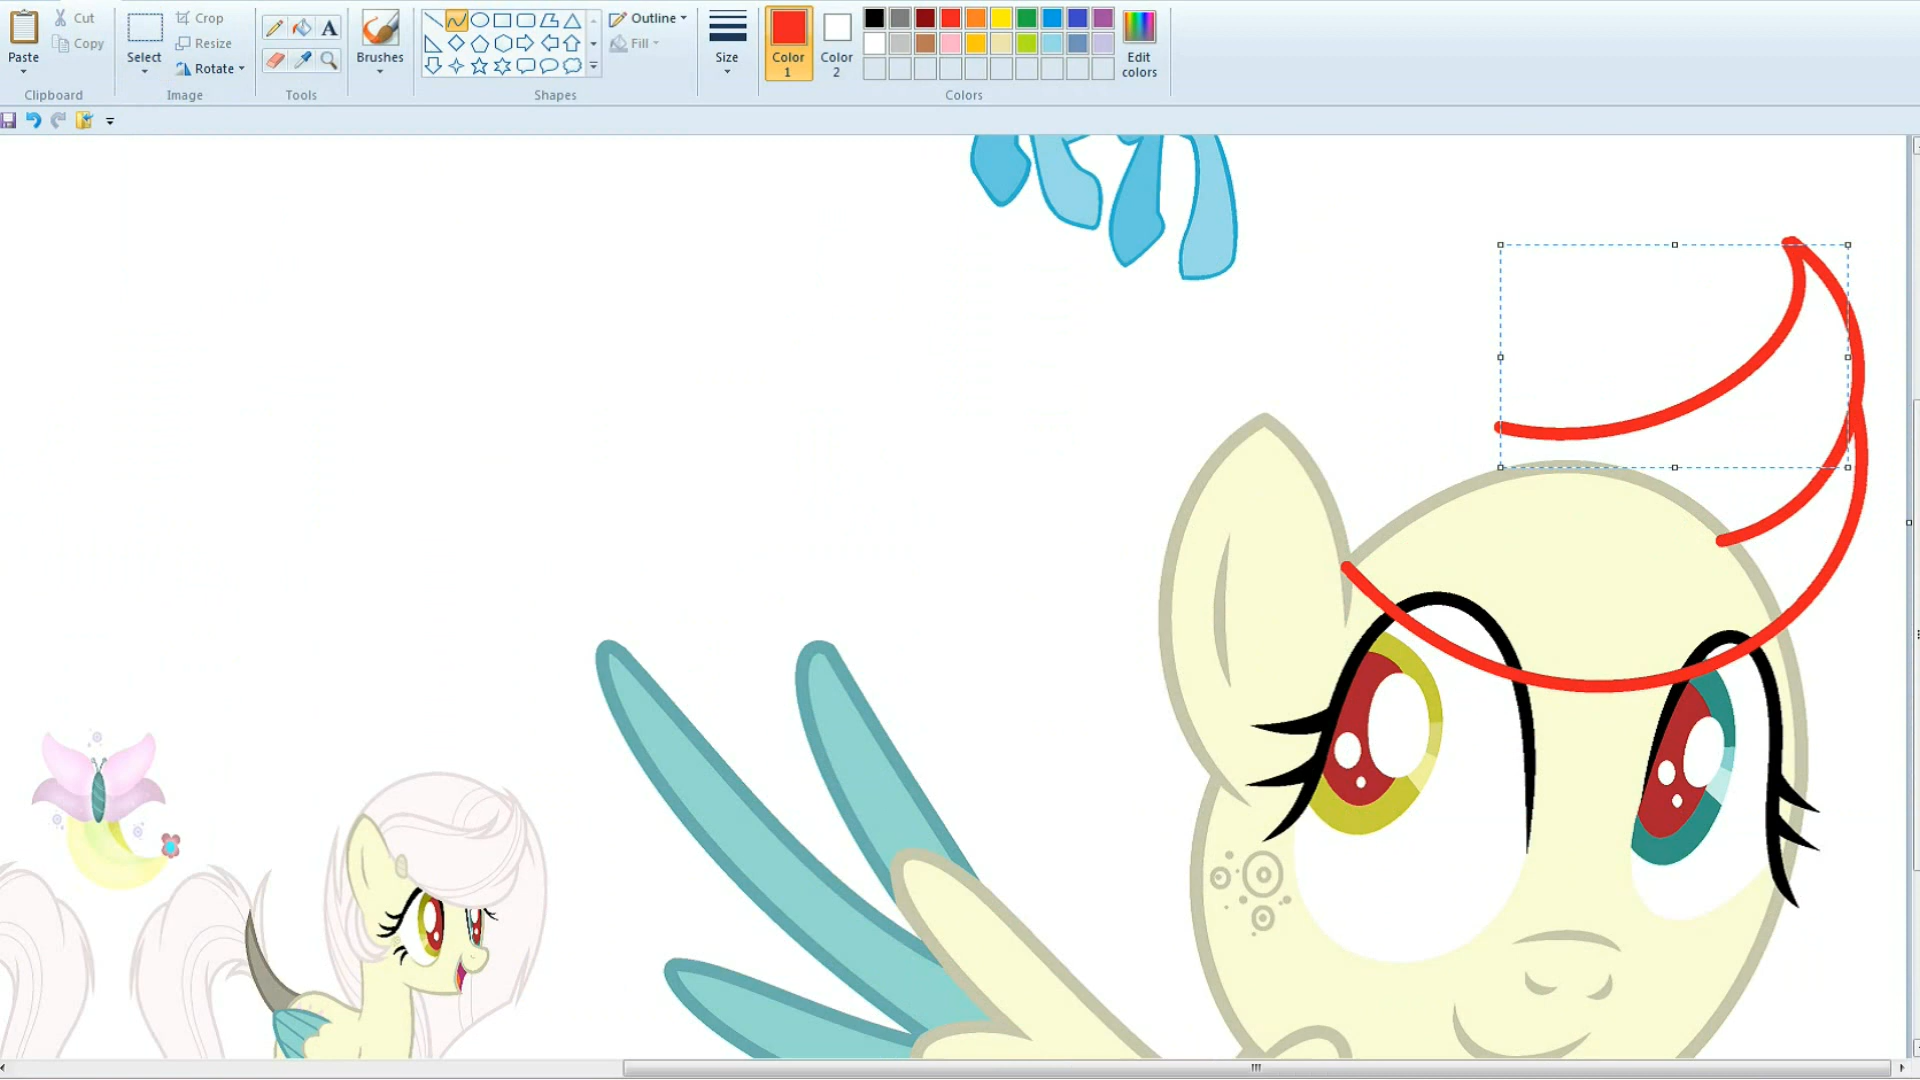 Paste
Cut
Copy
Clipboard
Select
Crop
Resize
Rotate
Image
A
Tools
Brushes
Shapes
Outline
Fill
Size
Color
1
Color
2
Edit
colors
Colors